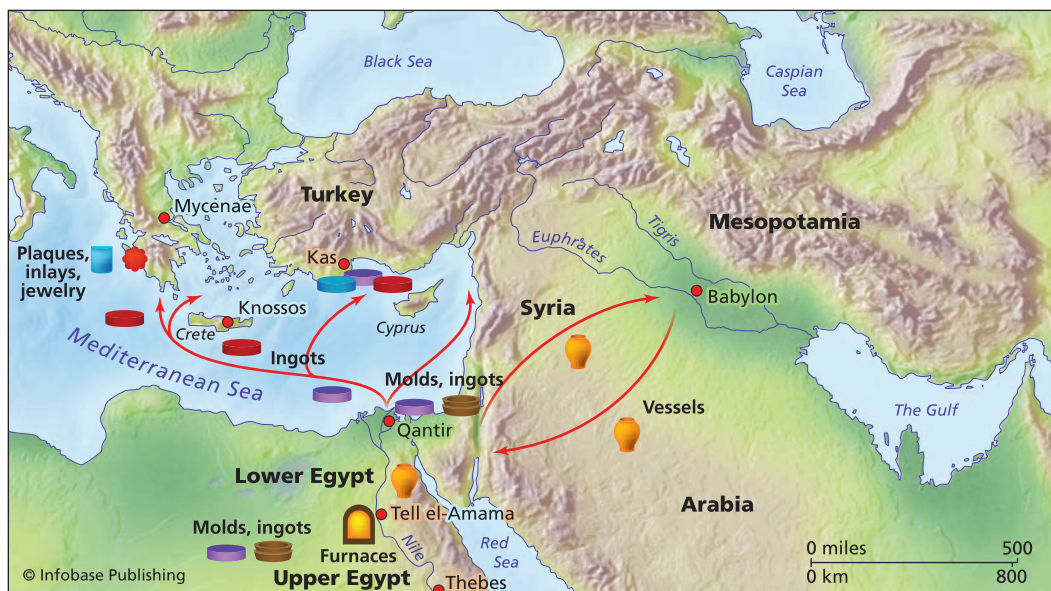 Black Sea
Caspian
Sea
Turkey
Mycenae
Mesopotamia
Tigris
Euphrates
Plaques,
inlays,
jewelry
Kas
Babylon
Syria
Knossos
Crete
Cyprus
Ingots
Mediterranean Sea
Molds, ingots
Vessels
The Gulf
Qantir
Lower Egypt
Arabia
Tell el-Amama
Molds, ingots
Furnaces
Nile
Red
Sea
Upper Egypt
Thebes
0 miles 500
0 km 800
© Infobase Publishing